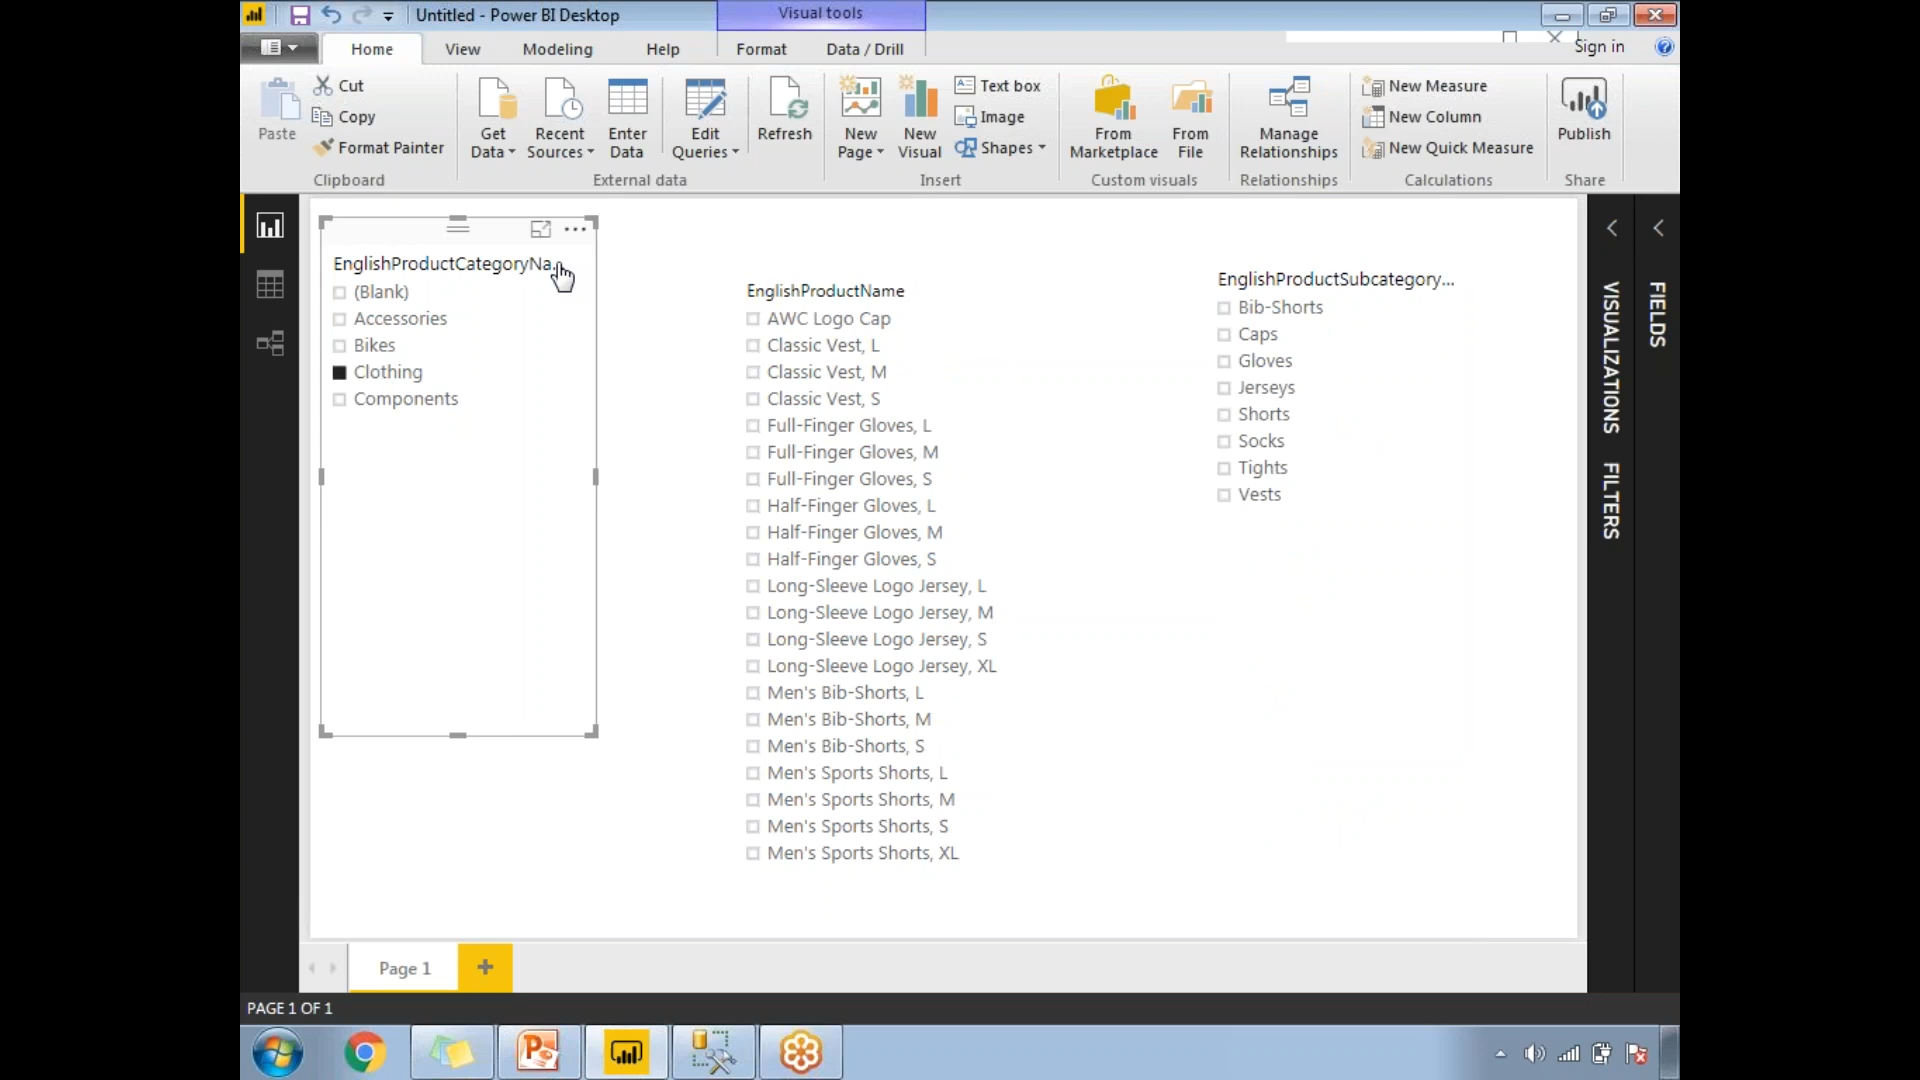 Untitled - Power BI Desktop
Visual tools
Home
View
Modeling
Help
Format
Data / Drill
Sign in
Paste
Cut
Copy
Format Painter
Clipboard
Get Data
Recent Sources
Enter Data
Edit Queries
Refresh
External data
New Page
New Visual
Text box
Image
Shapes
Insert
From Marketplace
From File
Custom visuals
Manage Relationships
Relationships
New Measure
New Column
New Quick Measure
Calculations
Publish
Share
EnglishProductCategoryNa...
(Blank)
Accessories
Bikes
Clothing
Components
EnglishProductName
AWC Logo Cap
Classic Vest, L
Classic Vest, M
Classic Vest, S
Full-Finger Gloves, L
Full-Finger Gloves, M
Full-Finger Gloves, S
Half-Finger Gloves, L
Half-Finger Gloves, M
Half-Finger Gloves, S
Long-Sleeve Logo Jersey, L
Long-Sleeve Logo Jersey, M
Long-Sleeve Logo Jersey, S
Long-Sleeve Logo Jersey, XL
Men's Bib-Shorts, L
Men's Bib-Shorts, M
Men's Bib-Shorts, S
Men's Sports Shorts, L
Men's Sports Shorts, M
Men's Sports Shorts, S
Men's Sports Shorts, XL
EnglishProductSubcategory...
Bib-Shorts
Caps
Gloves
Jerseys
Shorts
Socks
Tights
Vests
VISUALIZATIONS
FILTERS
FIELDS
Page 1
PAGE 1 OF 1